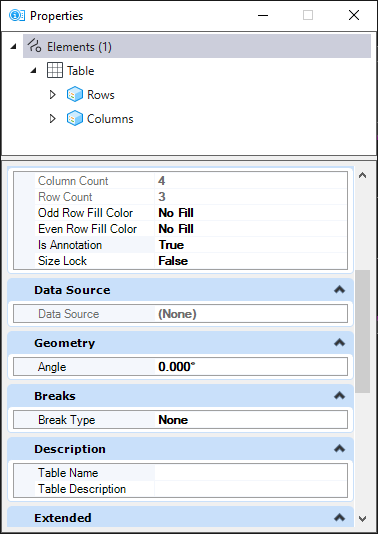 Properties
Elements (1)
Table
Rows
Columns
Column Count 4
Row Count 3
Odd Row Fill Color No Fill
Even Row Fill Color No Fill
Is Annotation True
Size Lock False
Data Source
Data Source (None)
Geometry
Angle 0.000°
Breaks
Break Type None
Description
Table Name
Table Description
Extended